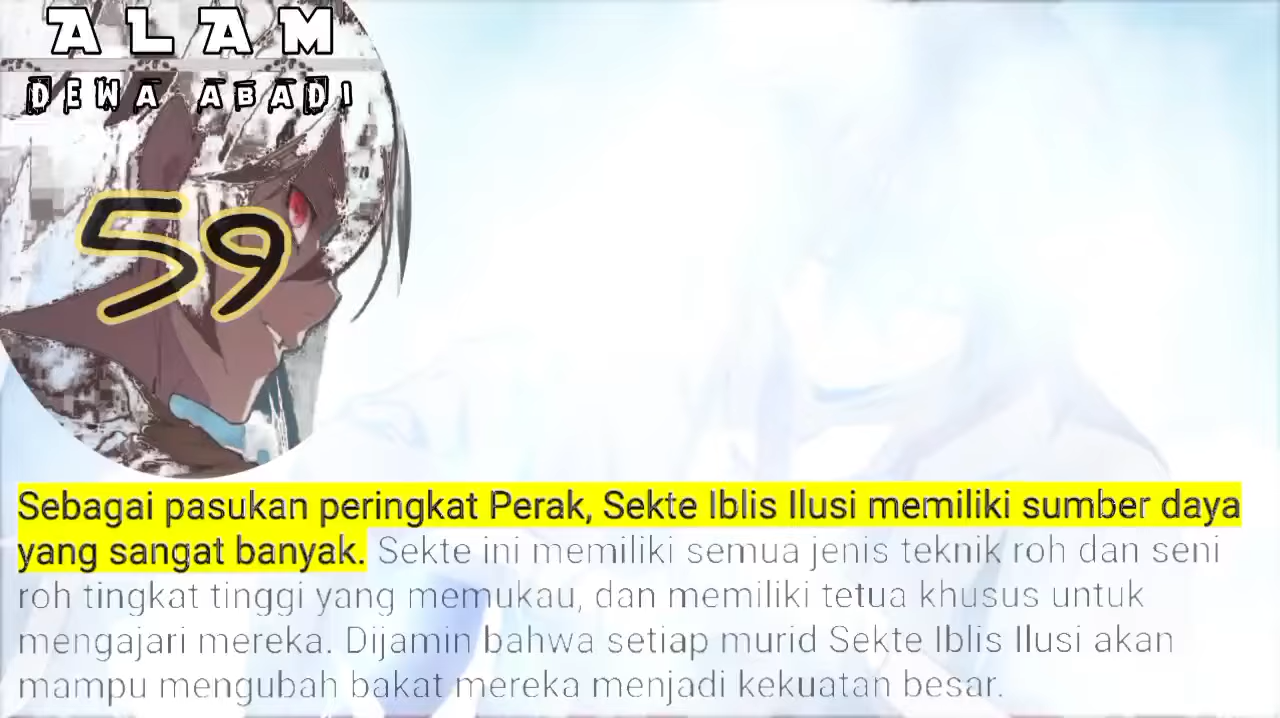 ALAM
DEWA ABADI
59
Sebagai pasukan peringkat Perak, Sekte Iblis Ilusi memiliki sumber daya
yang sangat banyak. Sekte ini memiliki semua jenis teknik roh dan seni
roh tingkat tinggi yang memukau, dan memiliki tetua khusus untuk
mengajari mereka. Dijamin bahwa setiap murid Sekte Iblis Ilusi akan
mampu mengubah bakat mereka menjadi kekuatan besar.